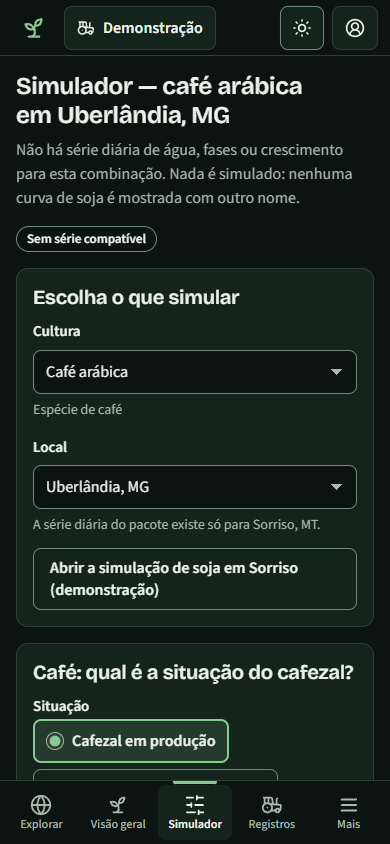 Demonstração
Simulador — café arábica
em Uberlândia, MG
Não há série diária de água, fases ou crescimento
para esta combinação. Nada é simulado: nenhuma
curva de soja é mostrada com outro nome.
Sem série compatível
Escolha o que simular
Cultura
Café arábica
Espécie de café
Local
Uberlândia, MG
A série diária do pacote existe só para Sorriso, MT.
Abrir a simulação de soja em Sorriso
(demonstração)
Café: qual é a situação do cafezal?
Situação
Cafezal em produção
Explorar
Visão geral
Simulador
Registros
Mais